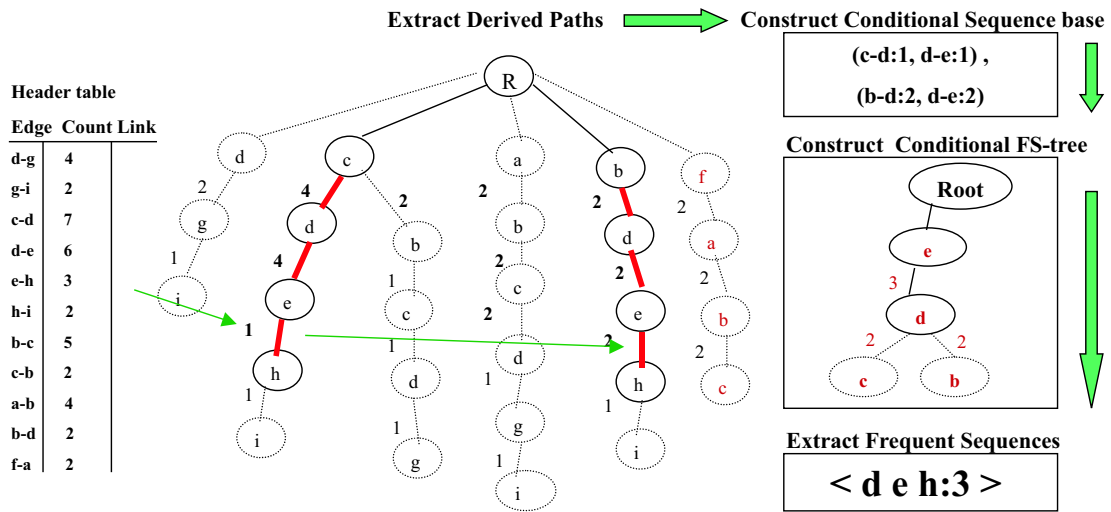 Extract Derived Paths
Construct Conditional Sequence base
(c-d:1, d-e:1) ,
(b-d:2, d-e:2)
Header table
Edge Count Link
d-g 4
g-i 2
c-d 7
d-e 6
e-h 3
h-i 2
b-c 5
c-b 2
a-b 4
b-d 2
f-a 2
R
d
2
g
1
i
c
4
d
4
e
1
h
1
i
2
b
1
c
1
d
1
g
a
2
b
2
c
2
d
1
g
1
i
b
2
d
2
e
2
h
1
i
f
2
a
2
b
2
c
Construct Conditional FS-tree
Root
e
3
d
2 2
c b
Extract Frequent Sequences
< d e h:3 >